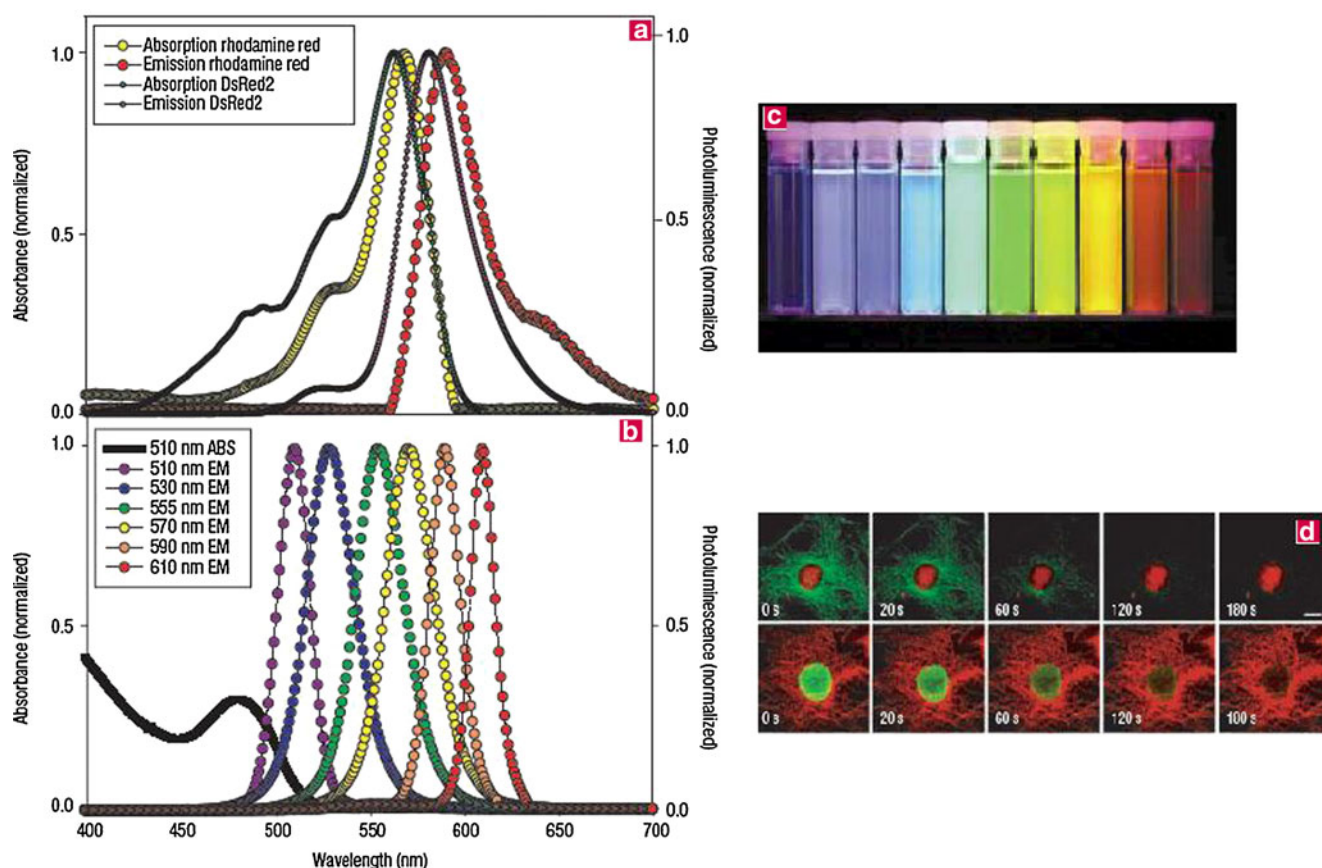 a
Absorption rhodamine red
Emission rhodamine red
Absorption DsRed2
Emission DsRed2
1.0
0.5
0.0
Absorbance (normalized)
1.0
0.5
0.0
Photoluminescence (normalized)
b
510 nm ABS
510 nm EM
530 nm EM
555 nm EM
570 nm EM
590 nm EM
610 nm EM
1.0
0.5
0.0
Absorbance (normalized)
1.0
0.5
0.0
Photoluminescence (normalized)
400 450 500 550 600 650 700
Wavelength (nm)
c
d
0 s 20 s 60 s 120 s 180 s
0 s 20 s 60 s 120 s 100 s